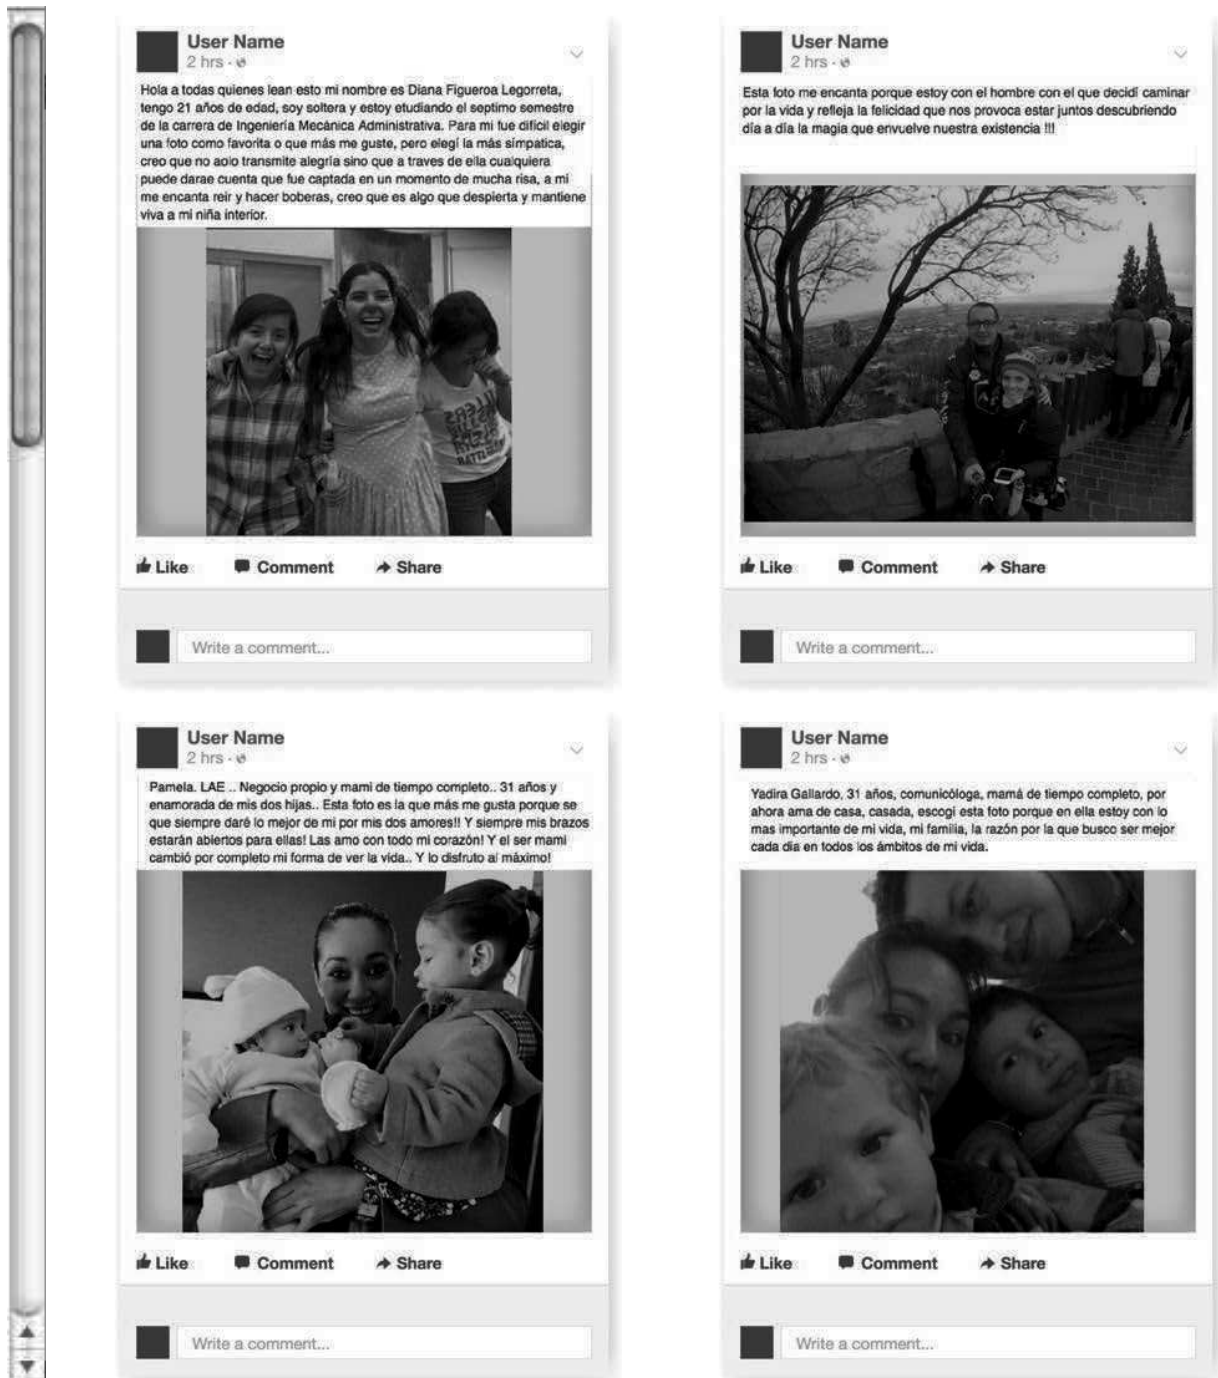 User Name
2 hrs ·
Hola a todas quienes lean esto mi nombre es Diana Figueroa Legorreta,
tengo 21 años de edad, soy soltera y estoy etudiando el septimo semestre
de la carrera de Ingeniería Mecánica Administrativa. Para mi fue difícil elegir
una foto como favorita o que más me guste, pero elegí la más simpatica,
creo que no aolo transmite alegría sino que a traves de ella cualquiera
puede darae cuenta que fue captada en un momento de mucha risa, a mi
me encanta reir y hacer boberas, creo que es algo que despierta y mantiene
viva a mi niña interior.
Like
Comment
Share
Write a comment...
User Name
2 hrs ·
Esta foto me encanta porque estoy con el hombre con el que decidí caminar
por la vida y refleja la felicidad que nos provoca estar juntos descubriendo
día a día la magia que envuelve nuestra existencia !!!
Like
Comment
Share
Write a comment...
User Name
2 hrs ·
Pamela. LAE .. Negocio propio y mami de tiempo completo.. 31 años y
enamorada de mis dos hijas.. Esta foto es la que más me gusta porque se
que siempre daré lo mejor de mi por mis dos amores!! Y siempre mis brazos
estarán abiertos para ellas! Las amo con todo mi corazón! Y el ser mami
cambió por completo mi forma de ver la vida.. Y lo disfruto al máximo!
Like
Comment
Share
Write a comment...
User Name
2 hrs ·
Yadira Gallardo, 31 años, comunicóloga, mamá de tiempo completo, por
ahora ama de casa, casada, escogi esta foto porque en ella estoy con lo
mas importante de mi vida, mi familia, la razón por la que busco ser mejor
cada dia en todos los ámbitos de mi vida.
Like
Comment
Share
Write a comment...